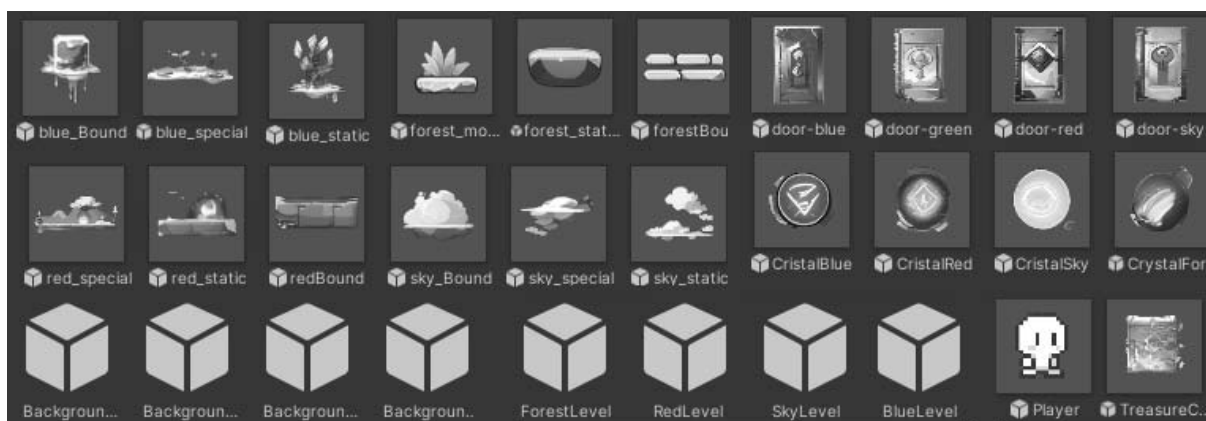 blue_Bound blue_special blue_static forest_mo... forest_stat... forestBou door-blue door-green door-red door-sky
red_special red_static redBound sky_Bound sky_special sky_static CristalBlue CristalRed CristalSky CrystalFor
Backgroun... Backgroun... Backgroun... Backgroun.. ForestLevel RedLevel SkyLevel BlueLevel Player TreasureC...